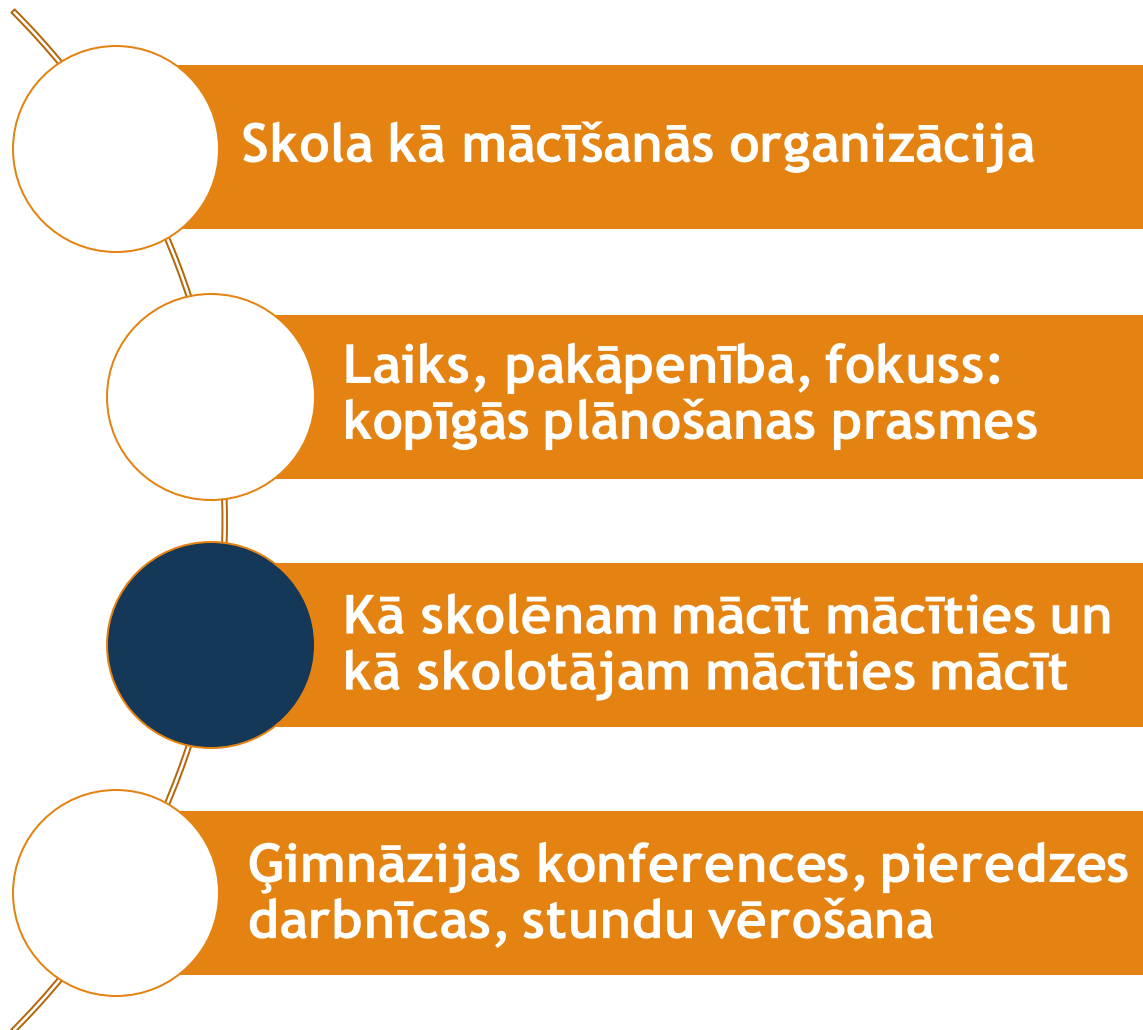 Skola kā mācīšanās organizācija
Laiks, pakāpenība, fokuss:
kopīgās plānošanas prasmes
Kā skolēnam mācīt mācīties un
kā skolotājam mācīties mācīt
Ģimnāzijas konferences, pieredzes
darbnīcas, stundu vērošana